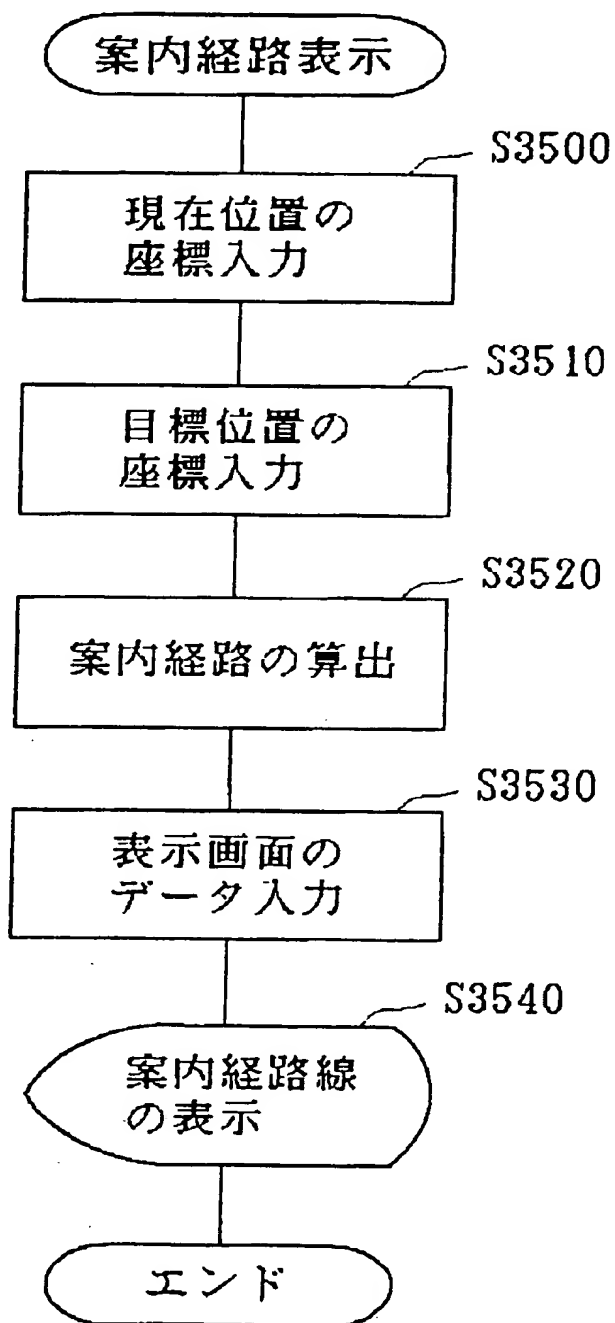 案内経路表示
S3500
現在位置の
座標入力
S3510
目標位置の
座標入力
S3520
案内経路の算出
S3530
表示画面の
データ入力
S3540
案内経路線
の表示
エンド